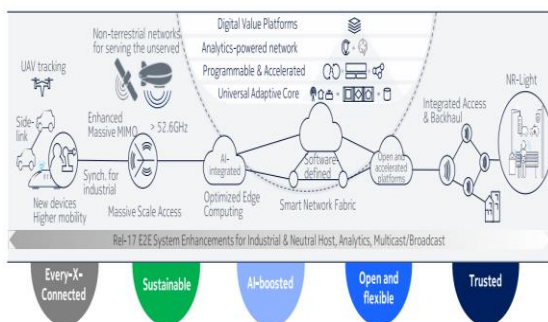 Digital Value Platforms
Analytics-powered network
Programmable & Accelerated
Universal Adaptive Core
Non-terrestrial networks
for serving the unserved
UAV tracking
Side-
link
Enhanced
Massive MIMO
> 52.6GHz
Synch. for
industrial
New devices
Higher mobility
Massive Scale Access
AI-
integrated
Optimized Edge
Computing
Software-
defined
Smart Network Fabric
Open and
accelerated
platforms
Integrated Access
& Backhaul
NR-Light
Rel-17 E2E System Enhancements for Industrial & Neutral Host, Analytics, Multicast/Broadcast
Every-X-
Connected
Sustainable
AI-boosted
Open and
flexible
Trusted